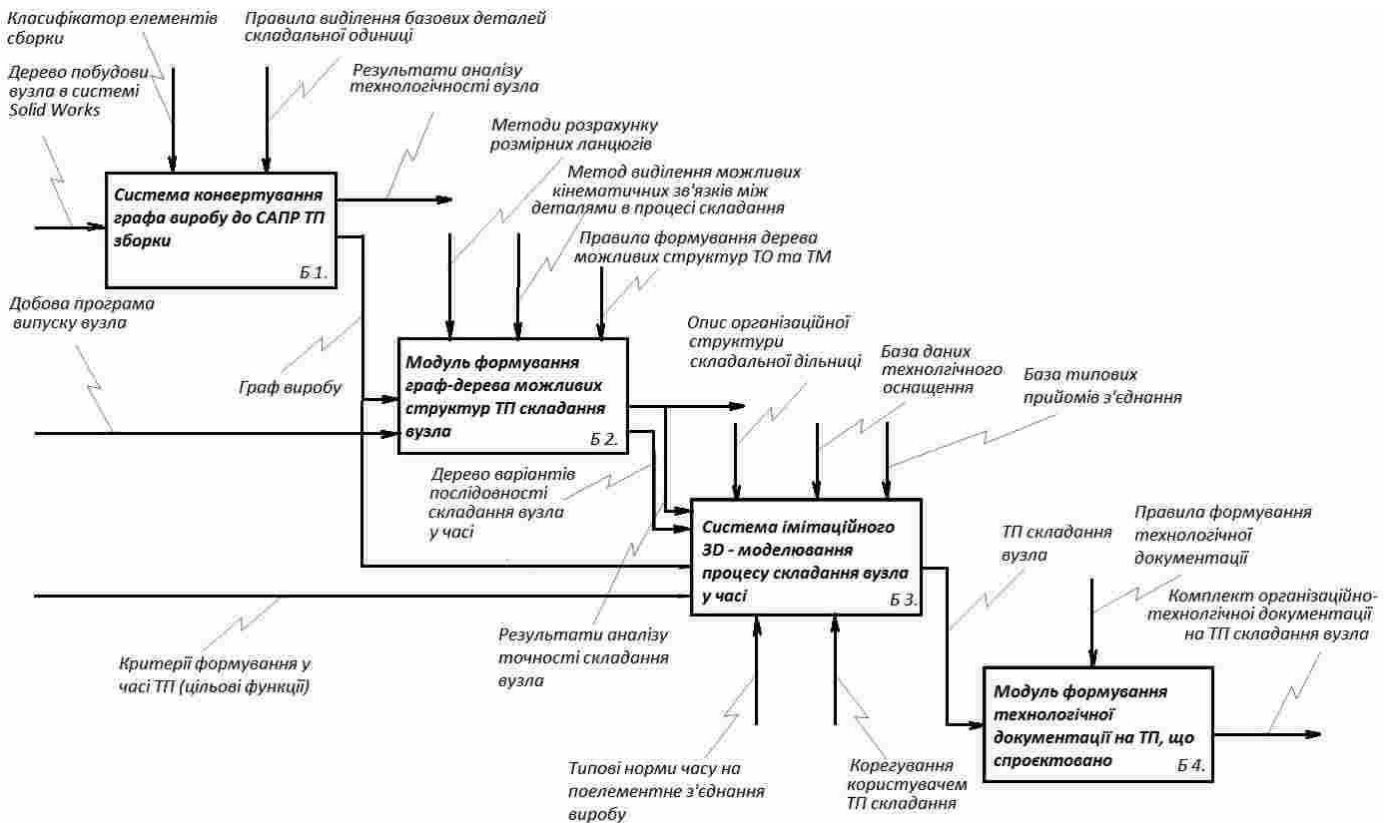 Класифікатор елементів
сборки
Правила виділення базових деталей
складальної одиниці
Дерево побудови
вузла в системі
Solid Works
Результати аналізу
технологічності вузла
Методи розрахунку
розмірних ланцюгів
Метод виділення можливих
кінематичних зв'язків між
деталями в процесі складання
Правила формування дерева
можливих структур ТО та ТМ
Система конвертування
графа виробу до САПР ТП
зборки
Б 1.
Добова програма
випуску вузла
Граф виробу
Модуль формування
граф-дерева можливих
структур ТП складання
вузла
Б 2.
Опис організаційної
структури
складальної дільниці
База даних
технолгічного
оснащення
База типових
прийомів з'єднання
Дерево варіантів
послідовності
складання вузла
у часі
Система імітаційного
3D - моделювання
процесу складання вузла
у часі
Б 3.
ТП складання
вузла
Правила формування
технологічної
документації
Комплект організаційно-
технолгічної документації
на ТП складання вузла
Результати аналізу
точності складання
вузла
Критерії формування у
часі ТП (цільові функції)
Модуль формування
технологічної
документації на ТП, що
спроєктовано
Б 4.
Типові норми часу на
поелементне з'єднання
виробу
Корегування
користувачем
ТП складання